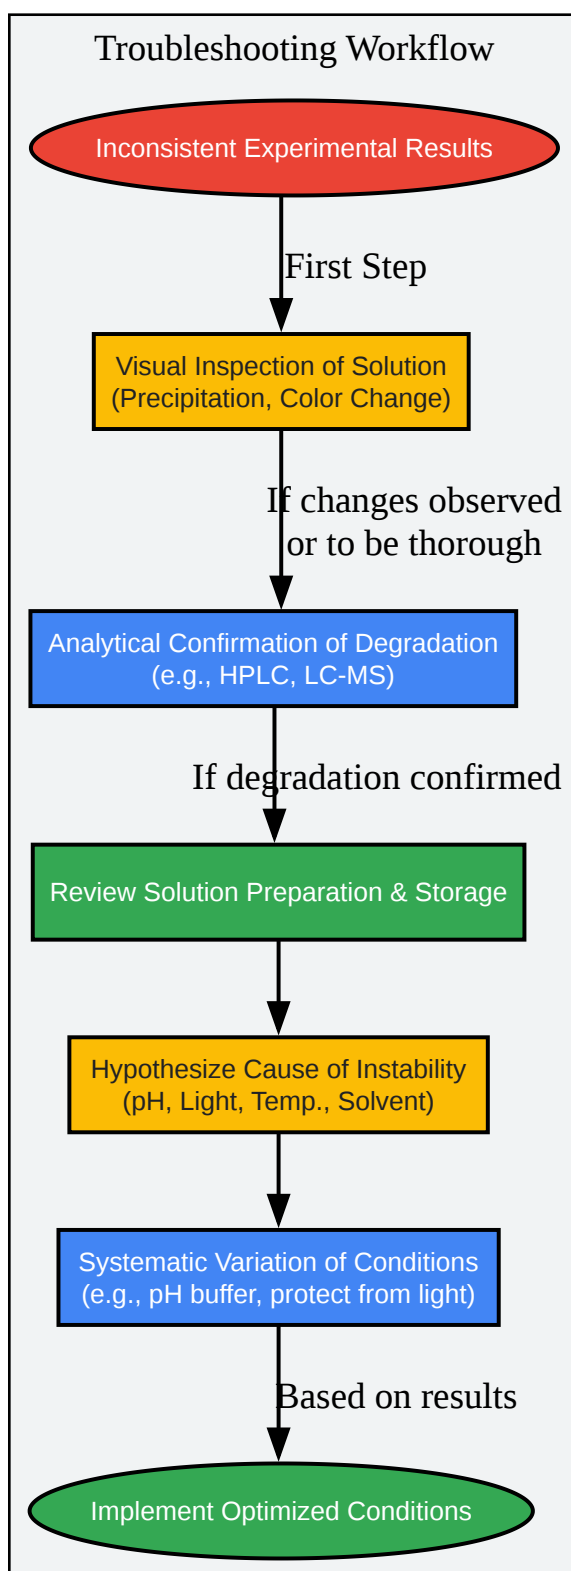 Troubleshooting Workflow
Inconsistent Experimental Results
First Step
Visual Inspection of Solution
(Precipitation, Color Change)
If changes observed
or to be thorough
Analytical Confirmation of Degradation
(e.g., HPLC, LC-MS)
If degradation confirmed
Review Solution Preparation & Storage
Hypothesize Cause of Instability
(pH, Light, Temp., Solvent)
Systematic Variation of Conditions
(e.g., pH buffer, protect from light)
Based on results
Implement Optimized Conditions